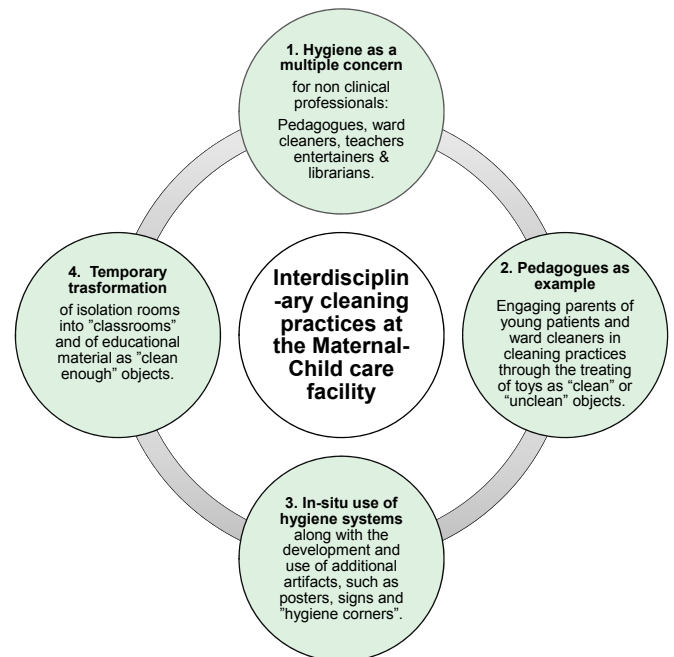 1. Hygiene as a
multiple concern
for non clinical
professionals:
Pedagogues, ward
cleaners, teachers
entertainers &
librarians.
2. Pedagogues as
example
Engaging parents of
young patients and
ward cleaners in
cleaning practices
through the treating
of toys as “clean” or
“unclean” objects.
3. In-situ use of
hygiene systems
along with the
development and
use of additional
artifacts, such as
posters, signs and
”hygiene corners”.
4. Temporary
trasformation
of isolation rooms
into ”classrooms”
and of educational
material as ”clean
enough” objects.
Interdisciplin
-ary cleaning
practices at
the Maternal-
Child care
facility